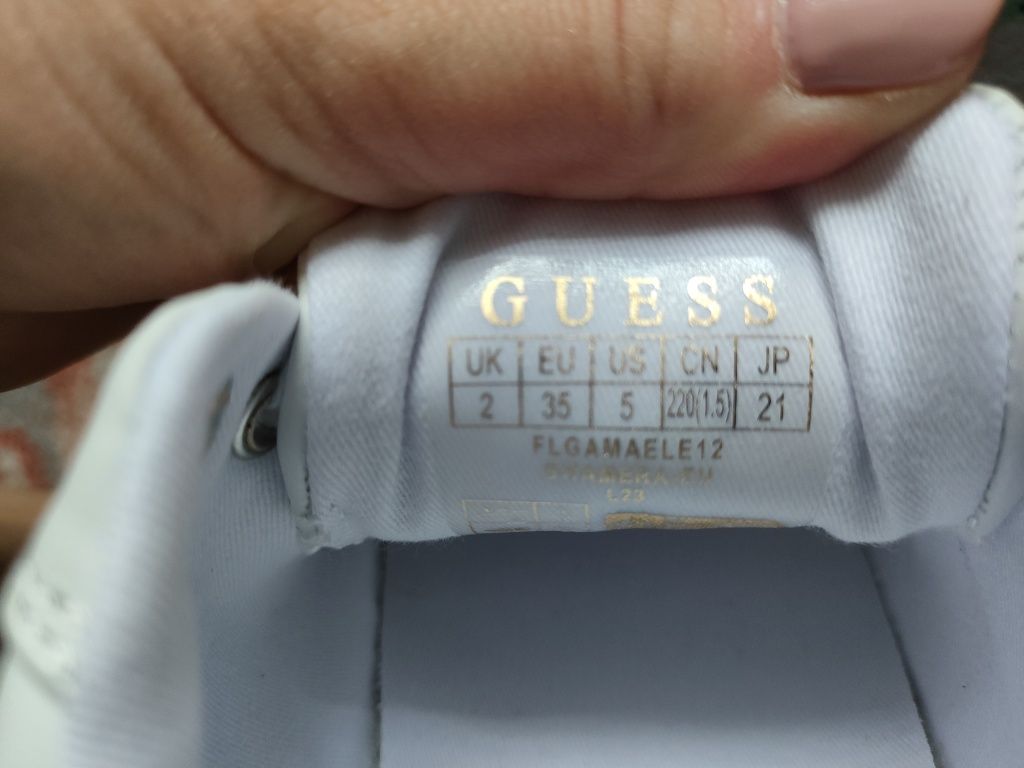 GUESS
UK EU US CN JP
2 35 5 220(1.5) 21
FLGAMAELE12
L23